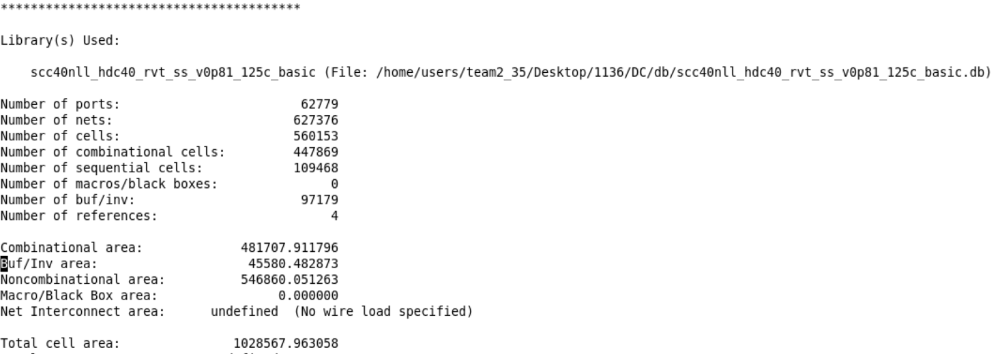 ****************************************
Library(s) Used:
scc40nll_hdc40_rvt_ss_v0p81_125c_basic (File: /home/users/team2_35/Desktop/1136/DC/db/scc40nll_hdc40_rvt_ss_v0p81_125c_basic.db)
Number of ports: 62779
Number of nets: 627376
Number of cells: 560153
Number of combinational cells: 447869
Number of sequential cells: 109468
Number of macros/black boxes: 0
Number of buf/inv: 97179
Number of references: 4
Combinational area: 481707.911796
Buf/Inv area: 45580.482873
Noncombinational area: 546860.051263
Macro/Black Box area: 0.000000
Net Interconnect area: undefined (No wire load specified)
Total cell area: 1028567.963058